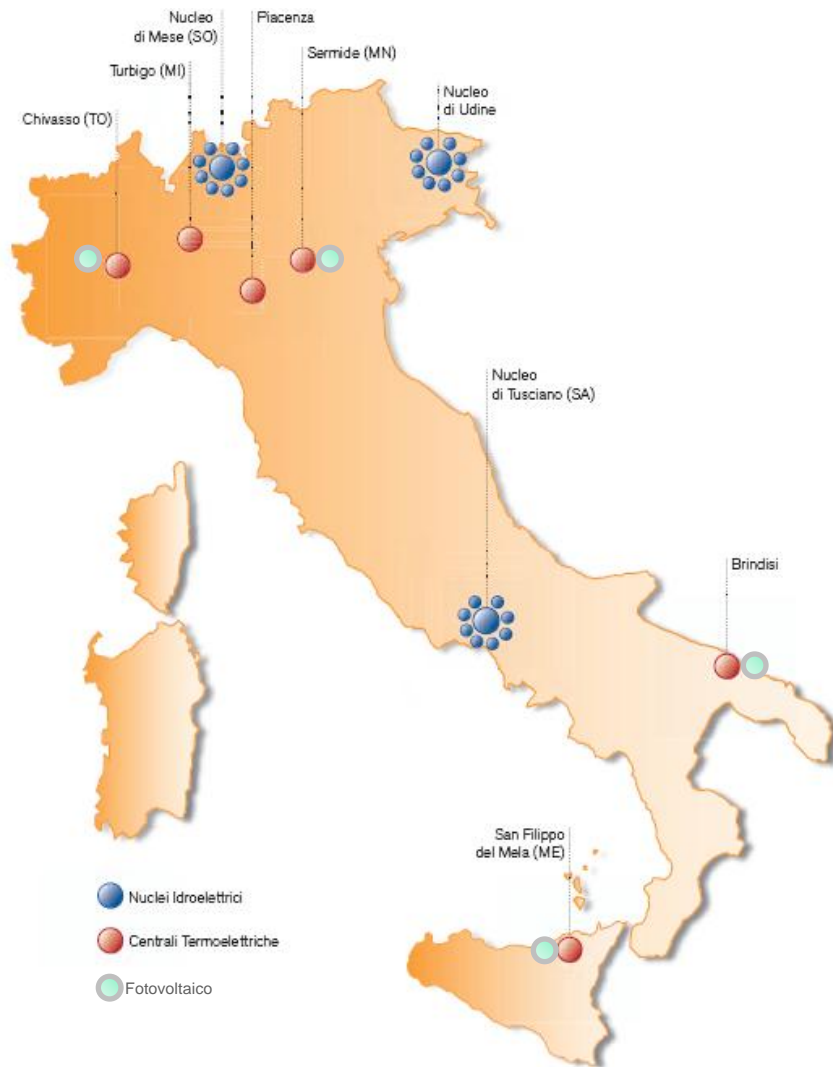 Nucleo
di Mese (SO)
Piacenza
Sermide (MN)
Turbigo (MI)
Nucleo
di Udine
Chivasso (TO)
Nucleo
di Tusciano (SA)
Brindisi
San Filippo
del Mela (ME)
Nuclei Idroelettrici
Centrali Termoelettriche
Fotovoltaico